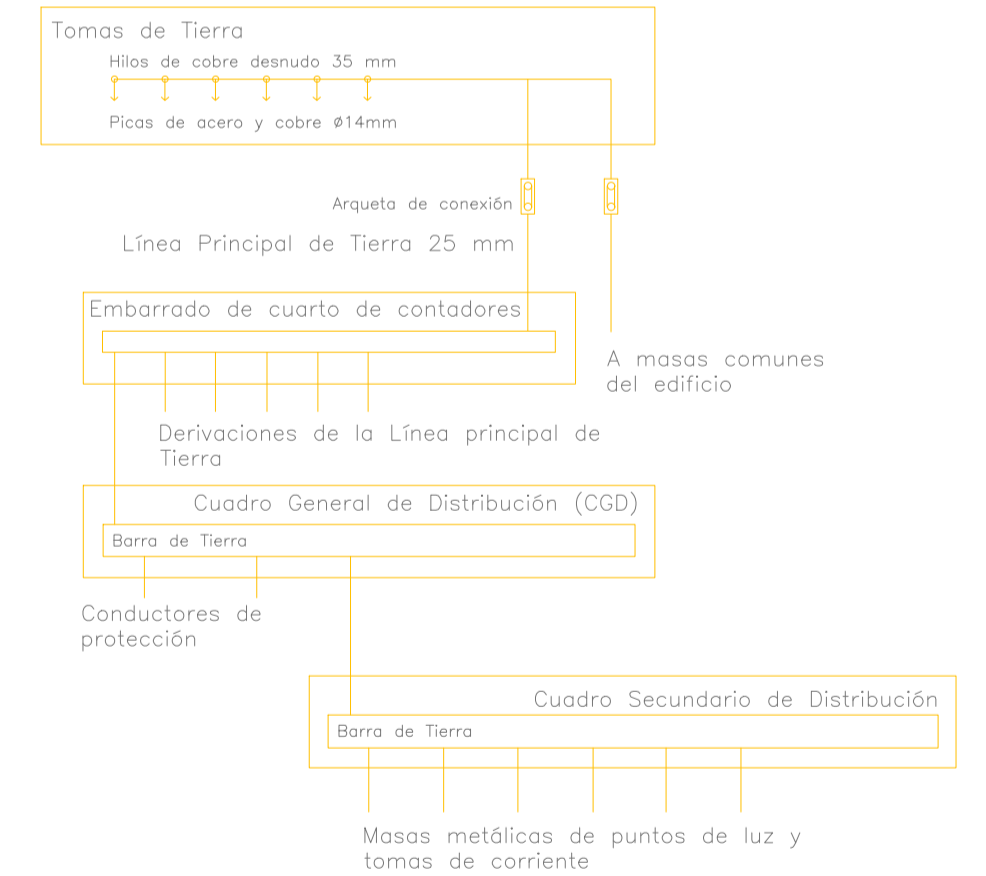 Tomas de Tierra
Hilos de cobre desnudo 35 mm
Picas de acero y cobre ø14mm
Arqueta de conexión
Línea Principal de Tierra 25 mm
Embarrado de cuarto de contadores
A masas comunes
del edificio
Derivaciones de la Línea principal de
Tierra
Cuadro General de Distribución (CGD)
Barra de Tierra
Conductores de
protección
Cuadro Secundario de Distribución
Barra de Tierra
Masas metálicas de puntos de luz y
tomas de corriente